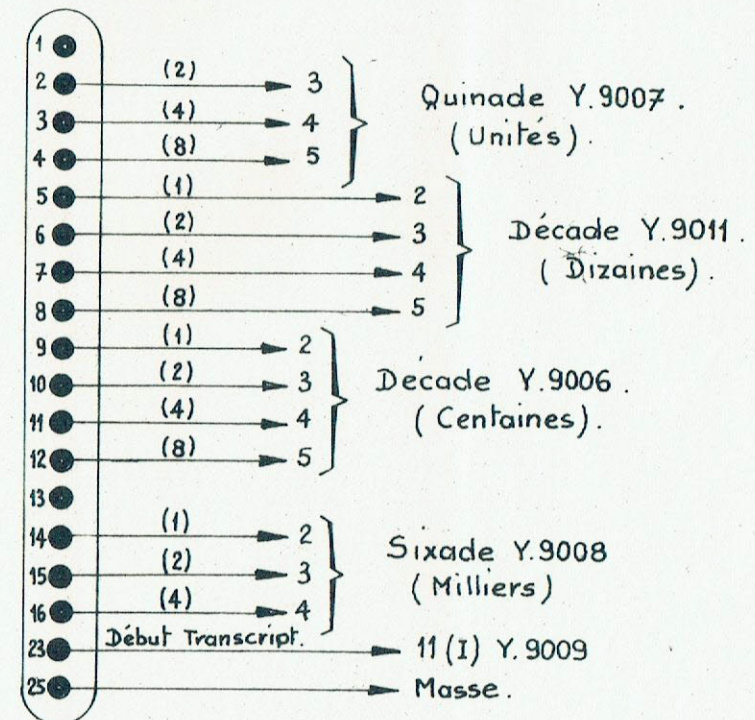 1
2 (2) 3
3 (4) 4
4 (8) 5
Quinade Y.9007.
(Unités).
5 (1) 2
6 (2) 3
7 (4) 4
8 (8) 5
Décade Y.9011.
(Dizaines).
9 (1) 2
10 (2) 3
11 (4) 4
12 (8) 5
Décade Y.9006.
(Centaines).
13
14 (1) 2
15 (2) 3
16 (4) 4
Sixade Y.9008
(Milliers)
23 Début Transcript. 11 (I) Y.9009
25 Masse.